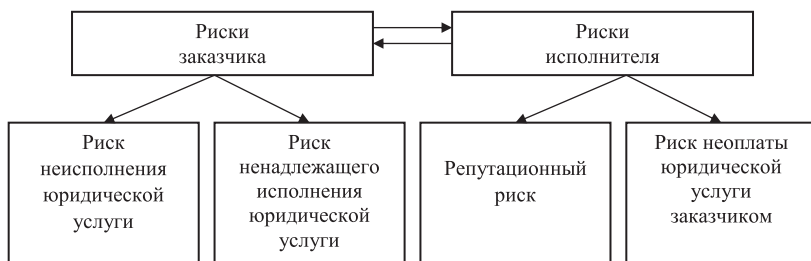 Риски
заказчика
Риски
исполнителя
Риск
неисполнения
юридической
услуги
Риск
ненадлежащего
исполнения
юридической
услуги
Репутационный
риск
Риск неоплаты
юридической
услуги
заказчиком